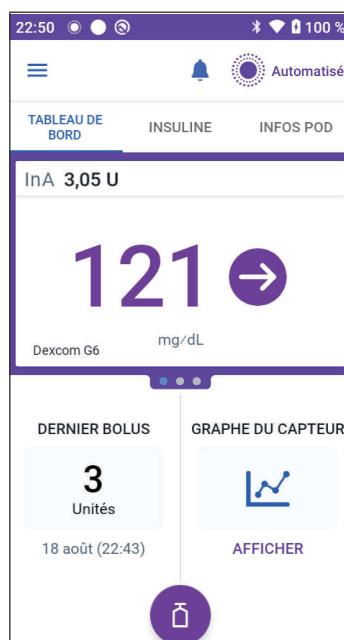 22:50 100 %
Automatisé
TABLEAU DE
BORD
INSULINE
INFOS POD
InA 3,05 U
121
mg/dL
Dexcom G6
DERNIER BOLUS
3
Unités
18 août (22:43)
GRAPHE DU CAPTEUR
AFFICHER